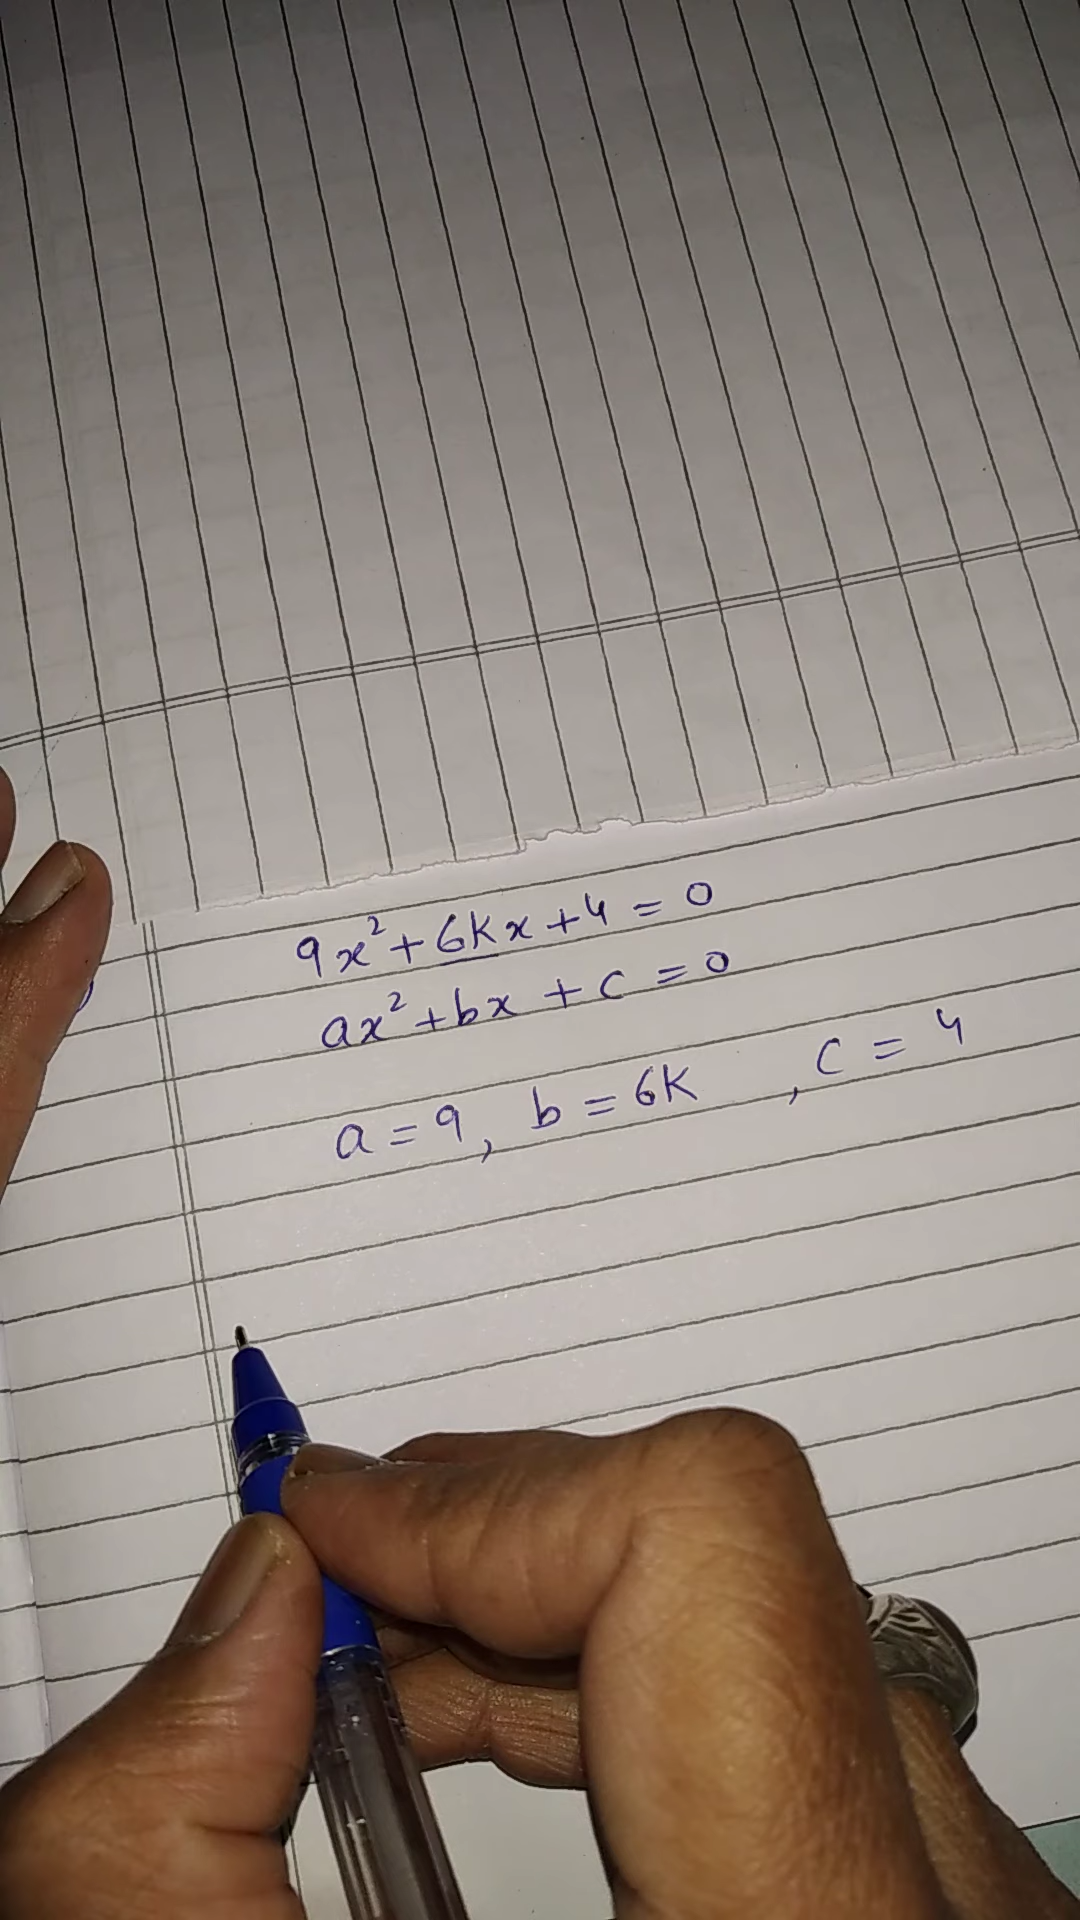 9x² + 6kx + 4 = 0
ax² + bx + c = 0
a = 9, b = 6k , c = 4